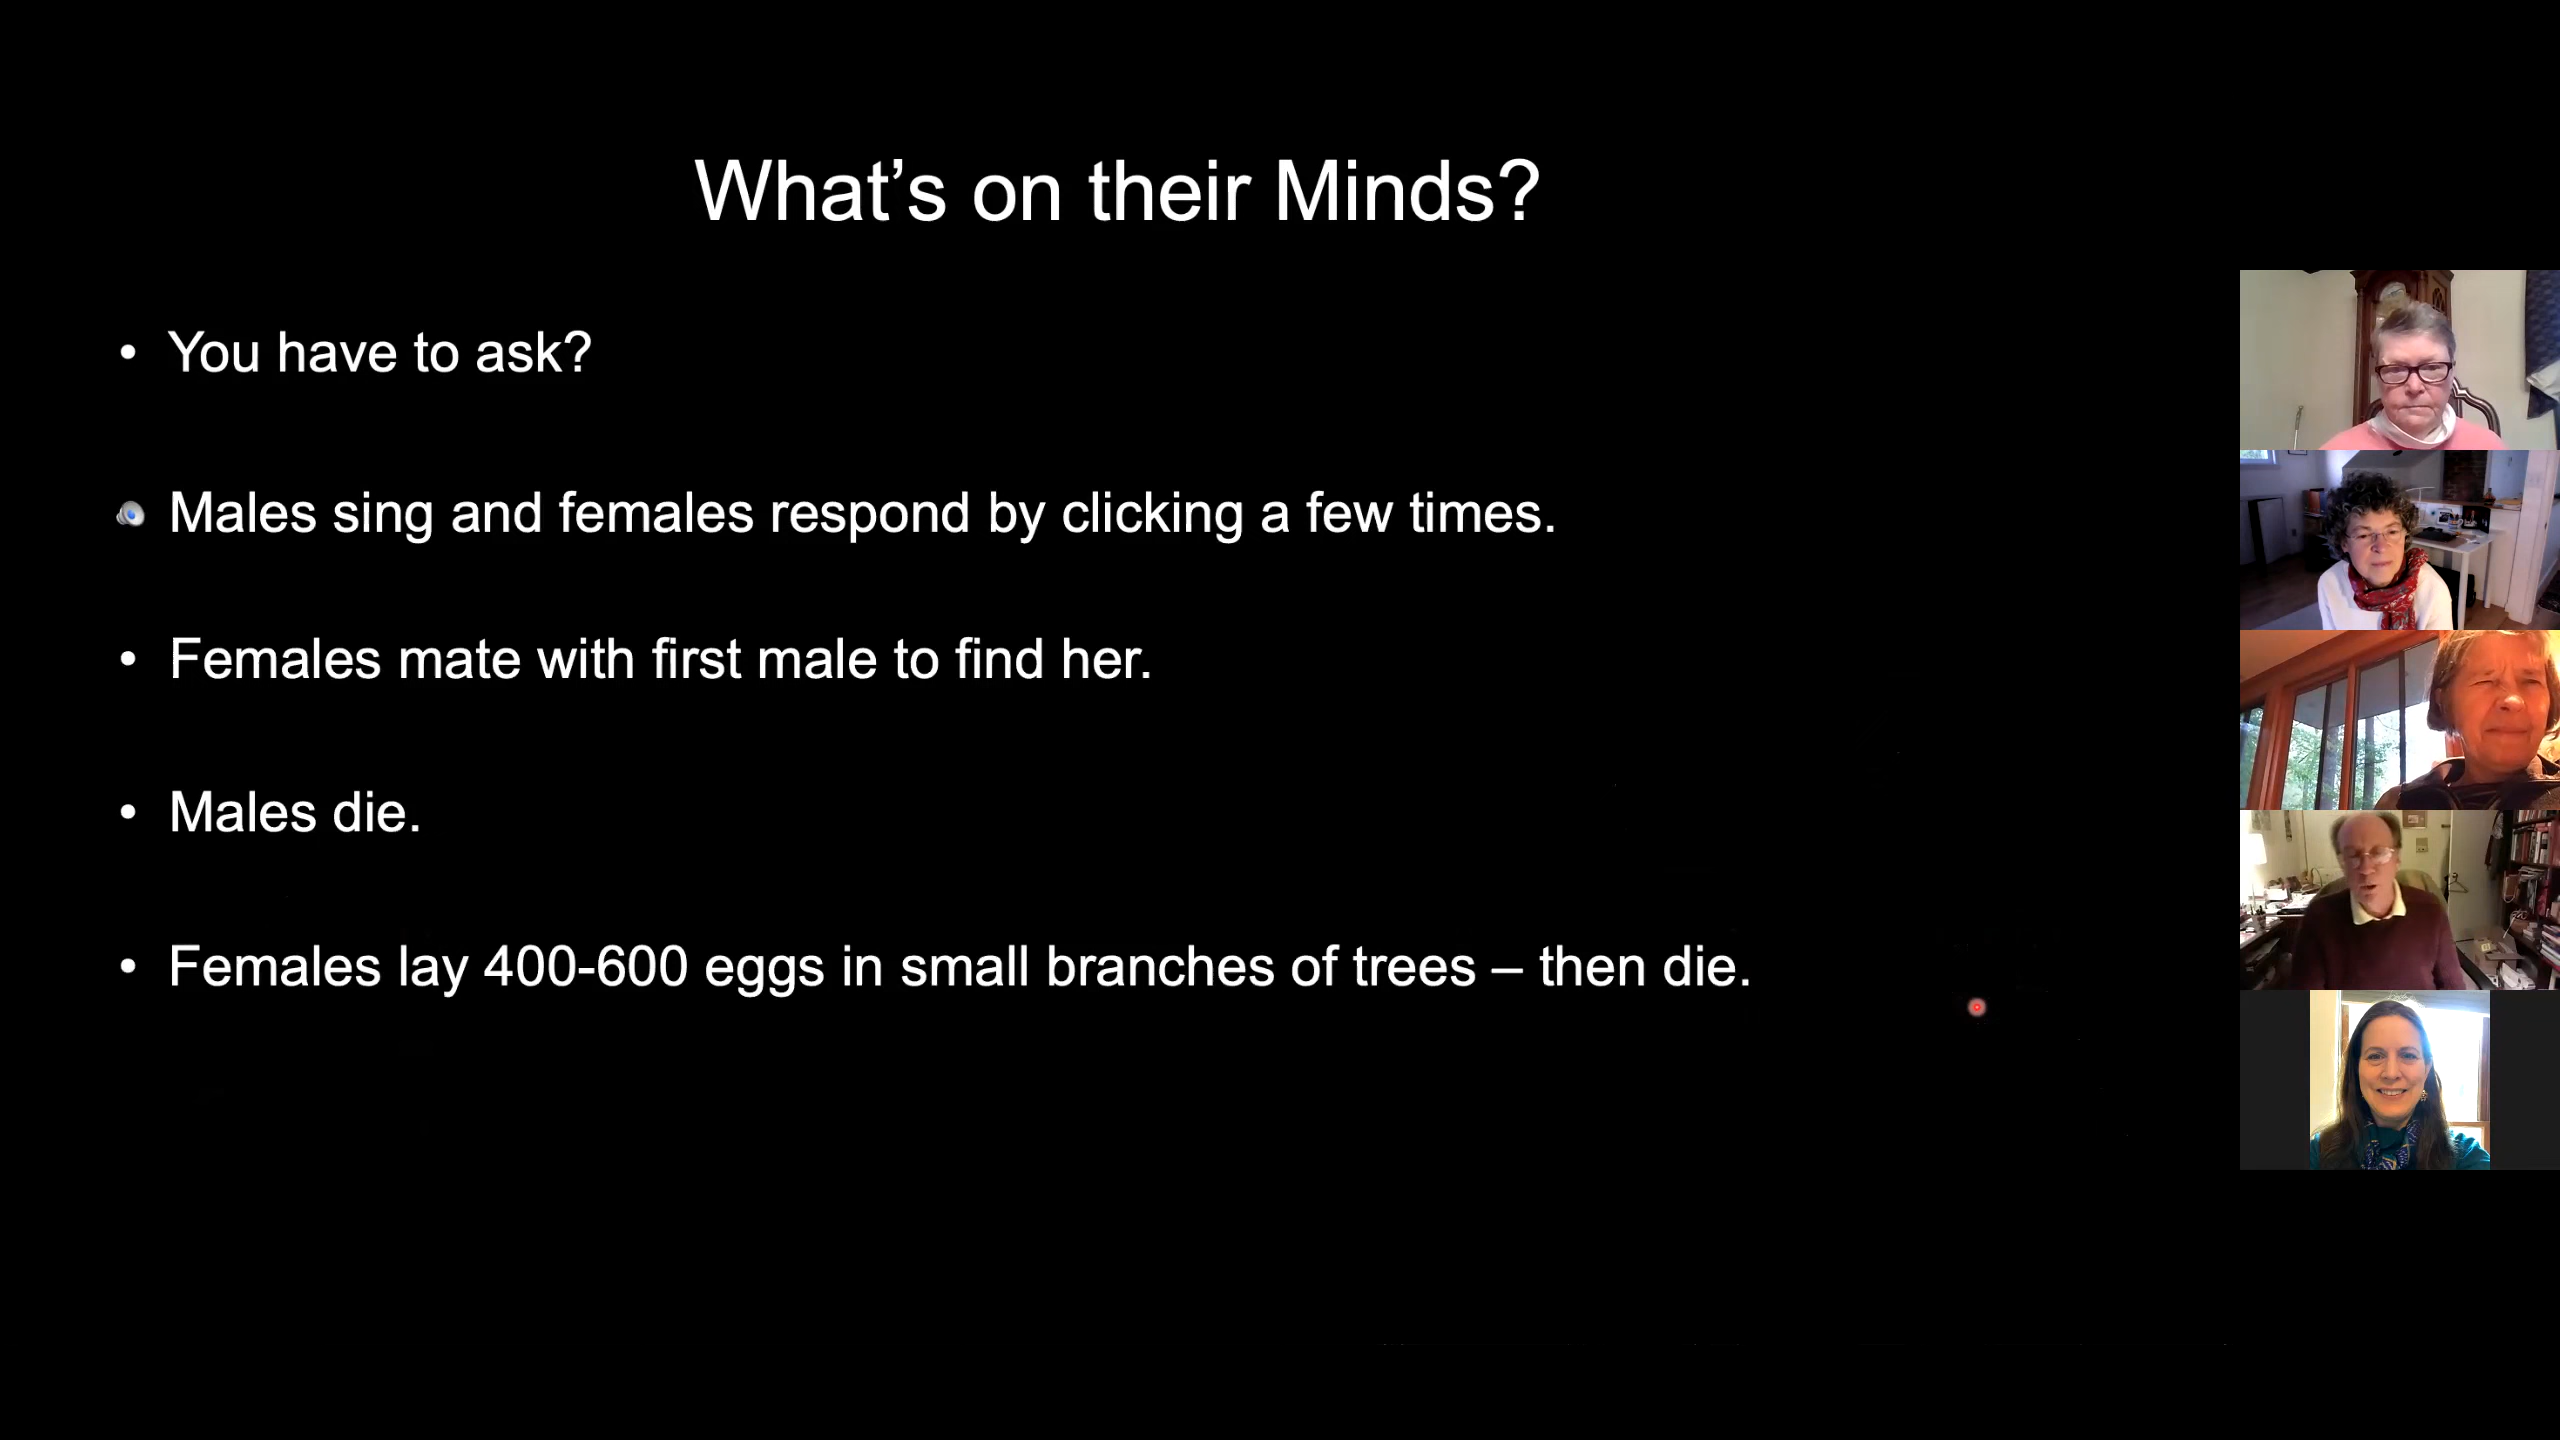 What’s on their Minds?
• You have to ask?
Males sing and females respond by clicking a few times.
• Females mate with first male to find her.
• Males die.
• Females lay 400-600 eggs in small branches of trees – then die.